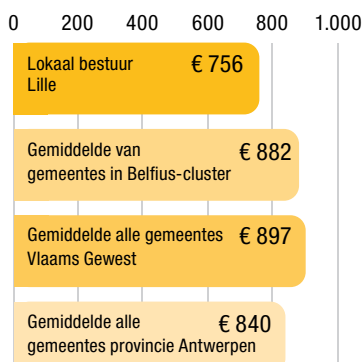 0 200 400 600 800 1.000
Lokaal bestuur € 756
Lille
Gemiddelde van € 882
gemeentes in Belfius-cluster
Gemiddelde alle gemeentes € 897
Vlaams Gewest
Gemiddelde alle € 840
gemeentes provincie Antwerpen